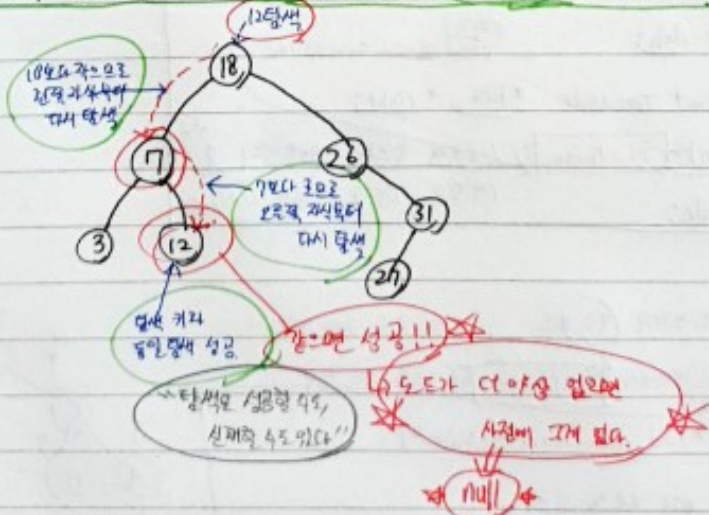 12탐색
18
18보다 작으므로
왼쪽 자식부터
다시 탐색
7
26
7보다 크므로
오른쪽 자식부터
다시 탐색
31
3
12
27
탐색 키와
동일 탐색 성공
같으면 성공!!
"탐색은 성공할 수도,
실패할 수도 있다"
노드가 더 이상 없으면
사전에 그게 없다.
null